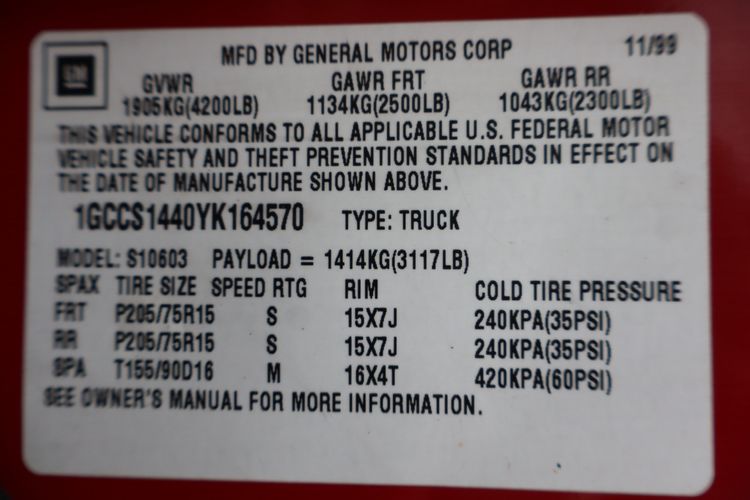 GM
MFD BY GENERAL MOTORS CORP 11/99
GVWR GAWR FRT GAWR RR
1905KG(4200LB) 1134KG(2500LB) 1043KG(2300LB)
THIS VEHICLE CONFORMS TO ALL APPLICABLE U.S. FEDERAL MOTOR
VEHICLE SAFETY AND THEFT PREVENTION STANDARDS IN EFFECT ON
THE DATE OF MANUFACTURE SHOWN ABOVE.
1GCCS1440YK164570 TYPE: TRUCK
MODEL: S10603 PAYLOAD = 1414KG(3117LB)
SPAX TIRE SIZE SPEED RTG RIM COLD TIRE PRESSURE
FRT P205/75R15 S 15X7J 240KPA(35PSI)
RR P205/75R15 S 15X7J 240KPA(35PSI)
SPA T155/90D16 M 16X4T 420KPA(60PSI)
SEE OWNER'S MANUAL FOR MORE INFORMATION.